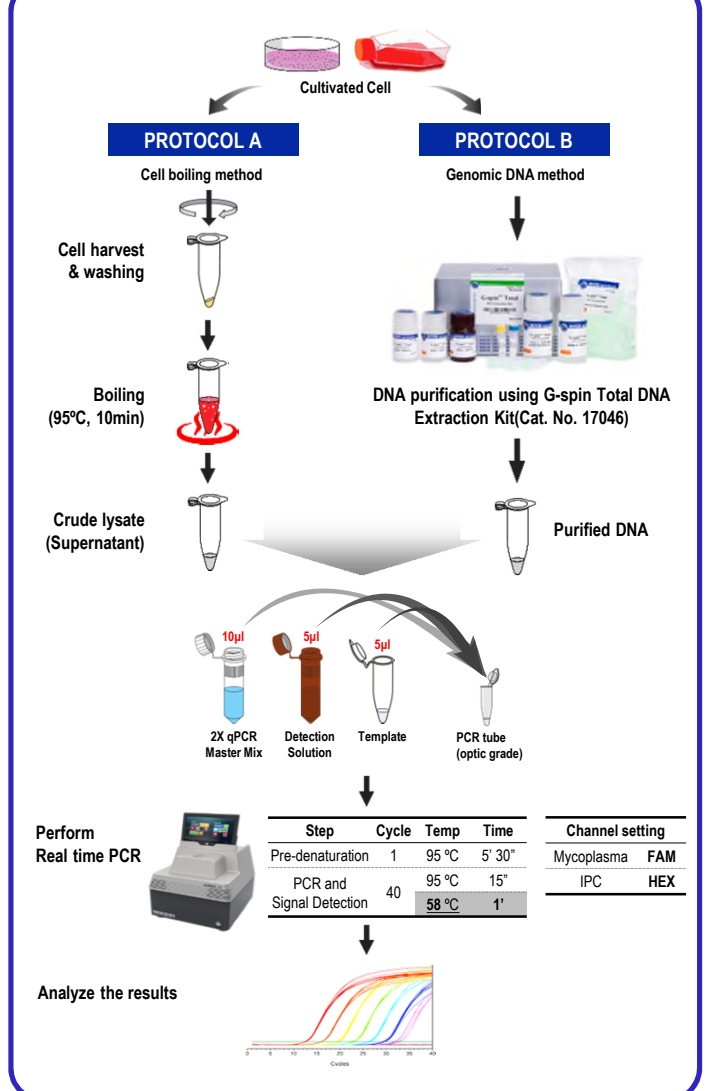 Cultivated Cell
PROTOCOL A
PROTOCOL B
Cell boiling method
Genomic DNA method
Cell harvest
& washing
G-spin™ Total
Boiling
(95ºC, 10min)
DNA purification using G-spin Total DNA
Extraction Kit(Cat. No. 17046)
Crude lysate
(Supernatant)
Purified DNA
10µl
5µl
5µl
2X qPCR
Master Mix
Detection
Solution
Template
PCR tube
(optic grade)
Perform
Real time PCR
Step Cycle Temp Time
Pre-denaturation 1 95 ºC 5’ 30”
PCR and
Signal Detection
40
95 ºC 15”
58 ºC 1’
Channel setting
Mycoplasma FAM
IPC HEX
Analyze the results
0 5 10 15 20 25 30 35 40
Cycles